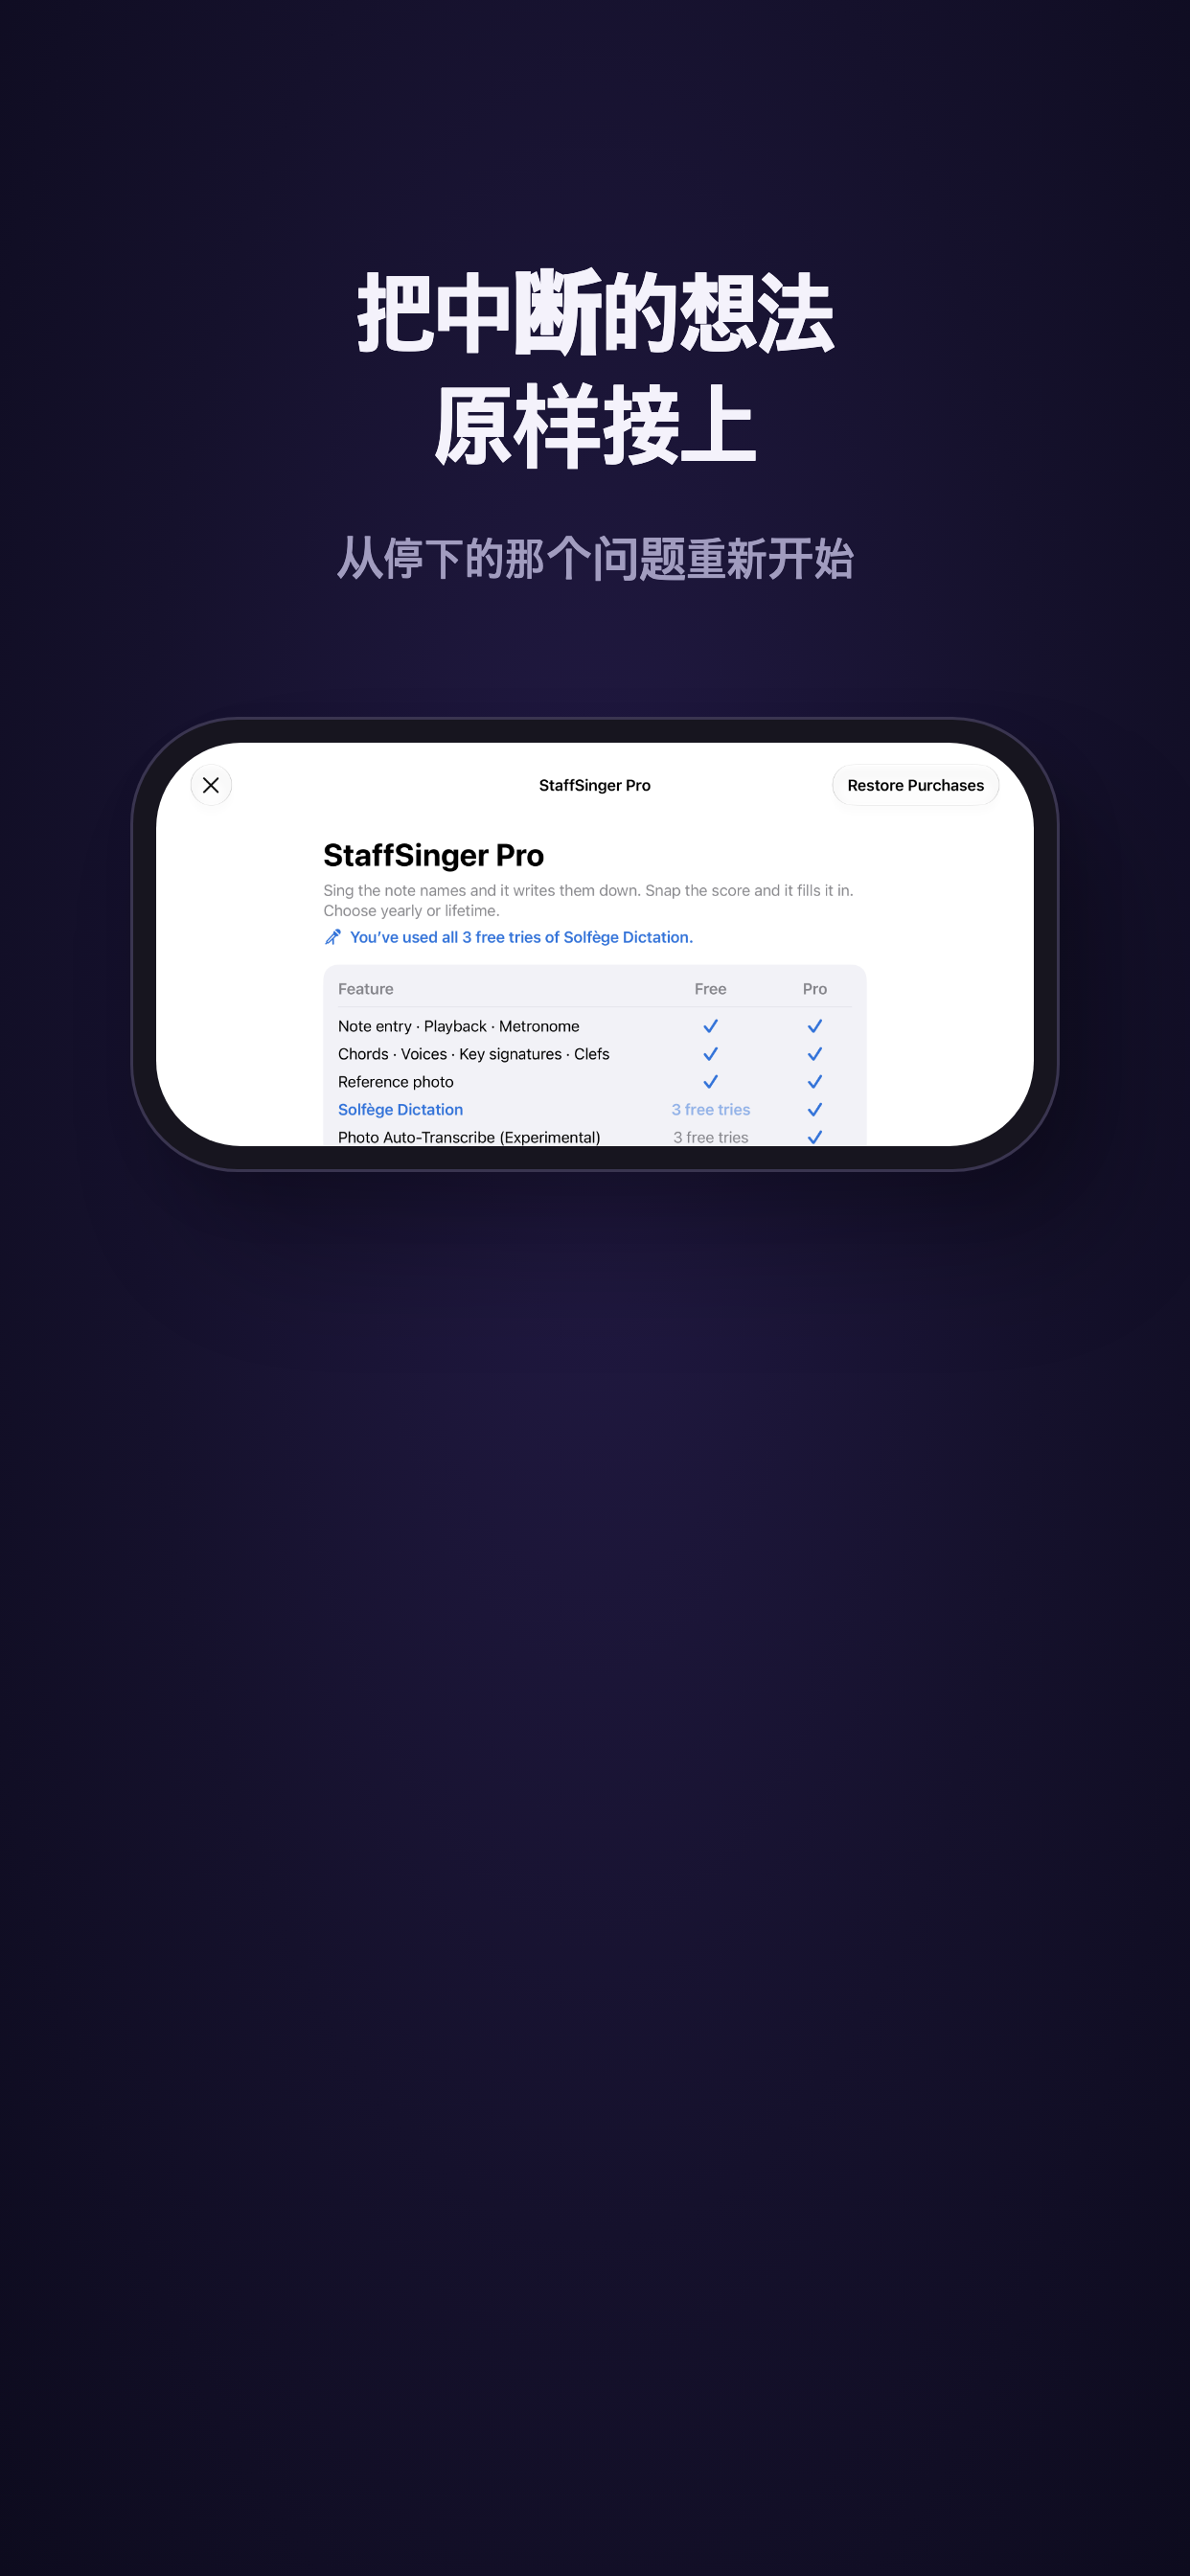 把中断的想法
原样接上
从停下的那个问题重新开始
StaffSinger Pro
Restore Purchases
StaffSinger Pro
Sing the note names and it writes them down. Snap the score and it fills it in.
Choose yearly or lifetime.
You’ve used all 3 free tries of Solfège Dictation.
Feature Free Pro
Note entry · Playback · Metronome
Chords · Voices · Key signatures · Clefs
Reference photo
Solfège Dictation 3 free tries
Photo Auto-Transcribe (Experimental) 3 free tries